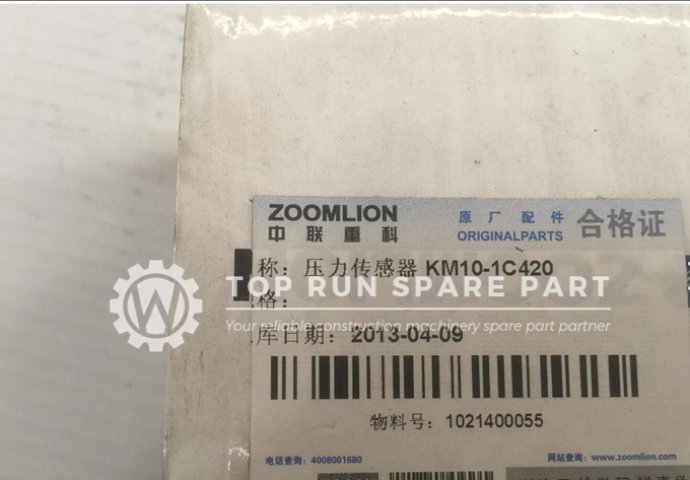 ZOOMLION
中联重科
原厂配件
ORIGINALPARTS
合格证
称：压力传感器 KM10-1C420
格：
TOP RUN SPARE PART
Your reliable construction machinery spare part partner
库日期：2013-04-09
物料号：1021400055
电话查询：4008001680
网站查询：www.zoomlion.com